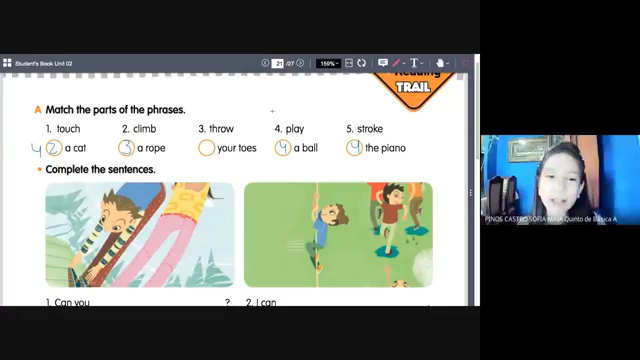 Student's Book Unit 02
21 /27
159%
Reading
TRAIL
A Match the parts of the phrases.
1. touch 2. climb 3. throw 4. play 5. stroke
4 2 a cat 3 a rope your toes 4 a ball 4 the piano
Complete the sentences.
1. Can you ? 2. I can .
PINOS CASTRO SOFIA MAIA Quinto de Básica A